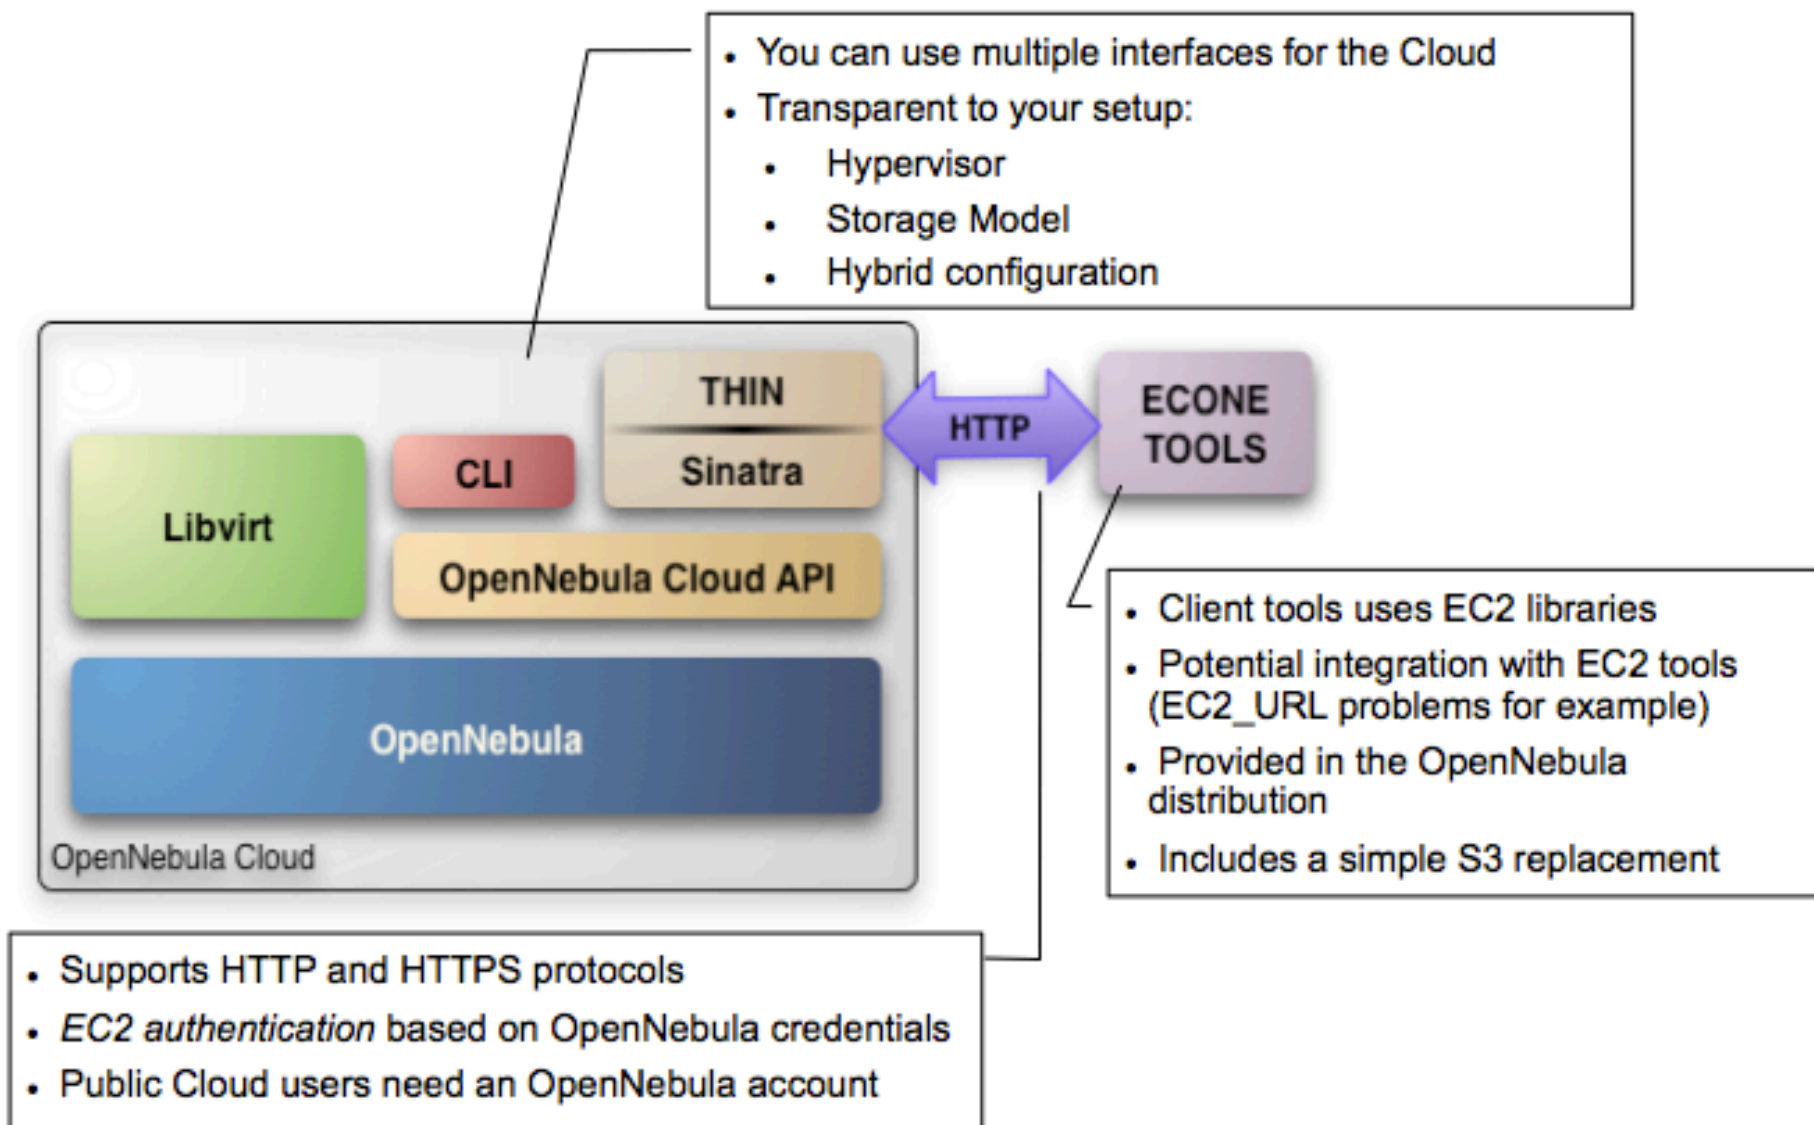 • You can use multiple interfaces for the Cloud
• Transparent to your setup:
• Hypervisor
• Storage Model
• Hybrid configuration
THIN
Sinatra
HTTP
ECONE
TOOLS
CLI
Libvirt
OpenNebula Cloud API
OpenNebula
OpenNebula Cloud
• Client tools uses EC2 libraries
• Potential integration with EC2 tools
(EC2_URL problems for example)
• Provided in the OpenNebula
distribution
• Includes a simple S3 replacement
• Supports HTTP and HTTPS protocols
• EC2 authentication based on OpenNebula credentials
• Public Cloud users need an OpenNebula account